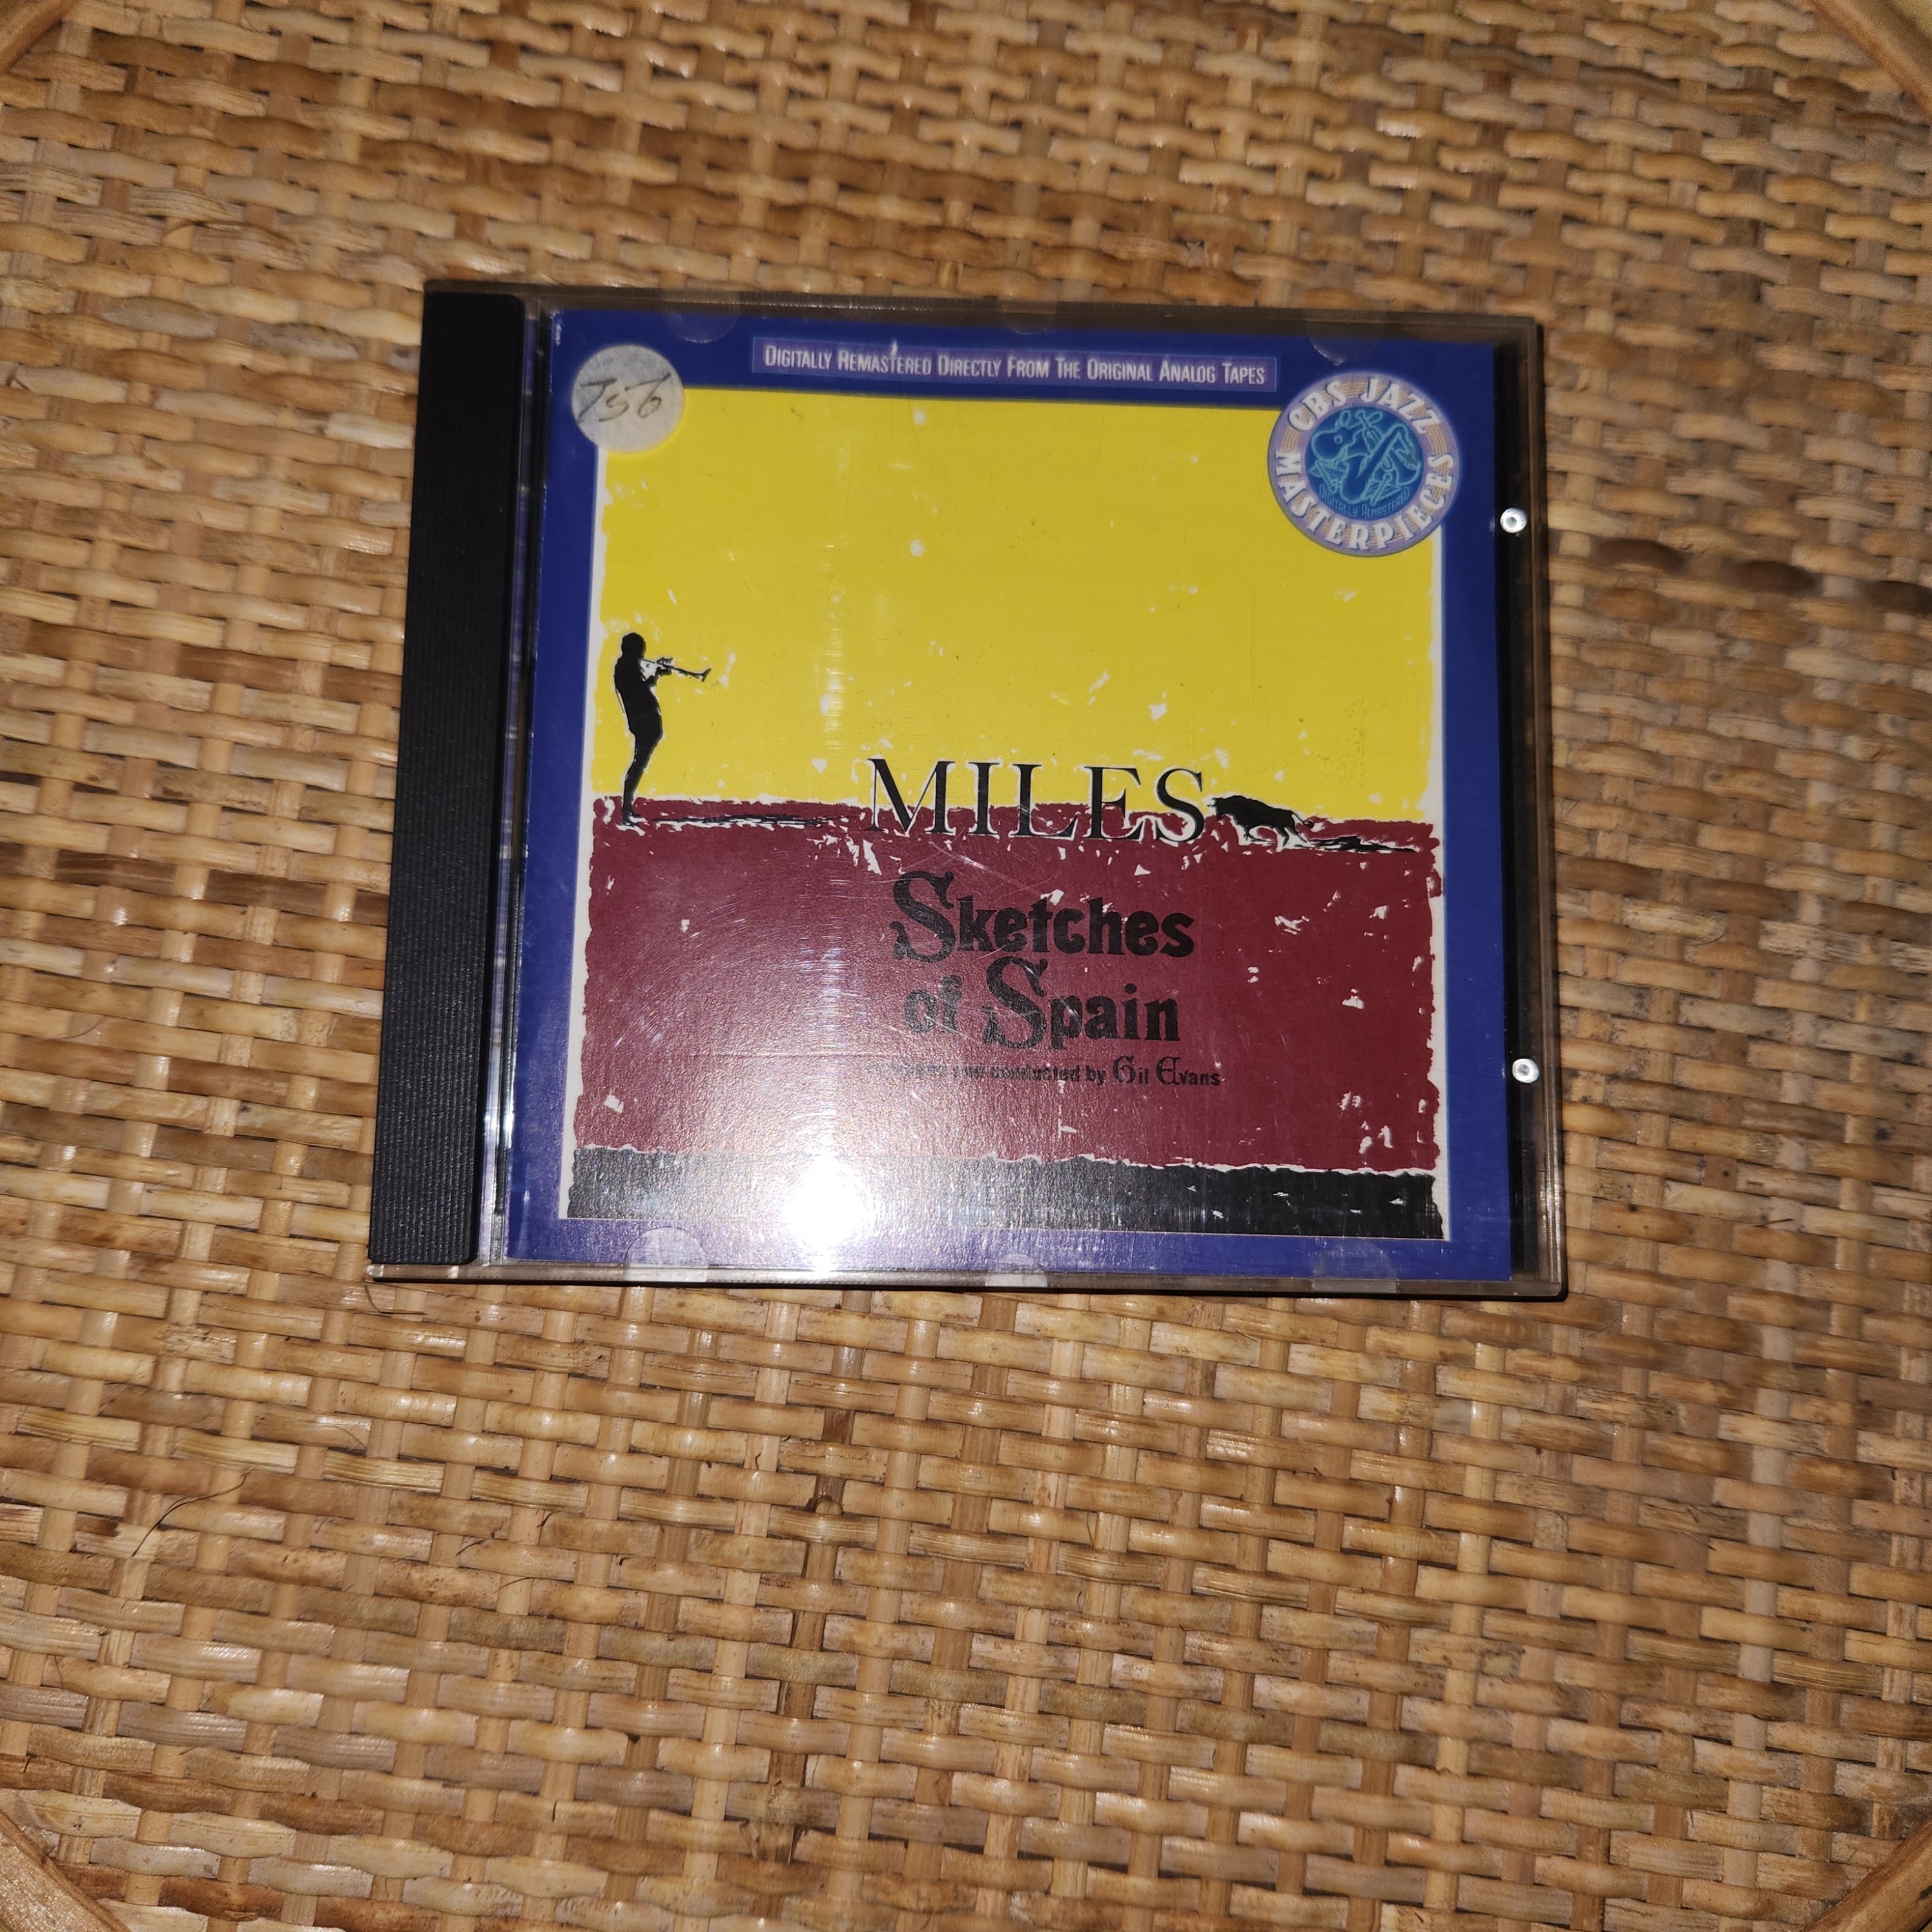 DIGITALLY REMASTERED DIRECTLY FROM THE ORIGINAL ANALOG TAPES
756
CBS JAZZ
DIGITALLY REMASTERED
MASTERPIECES
MILES
Sketches
of Spain
and conducted by Gil Evans